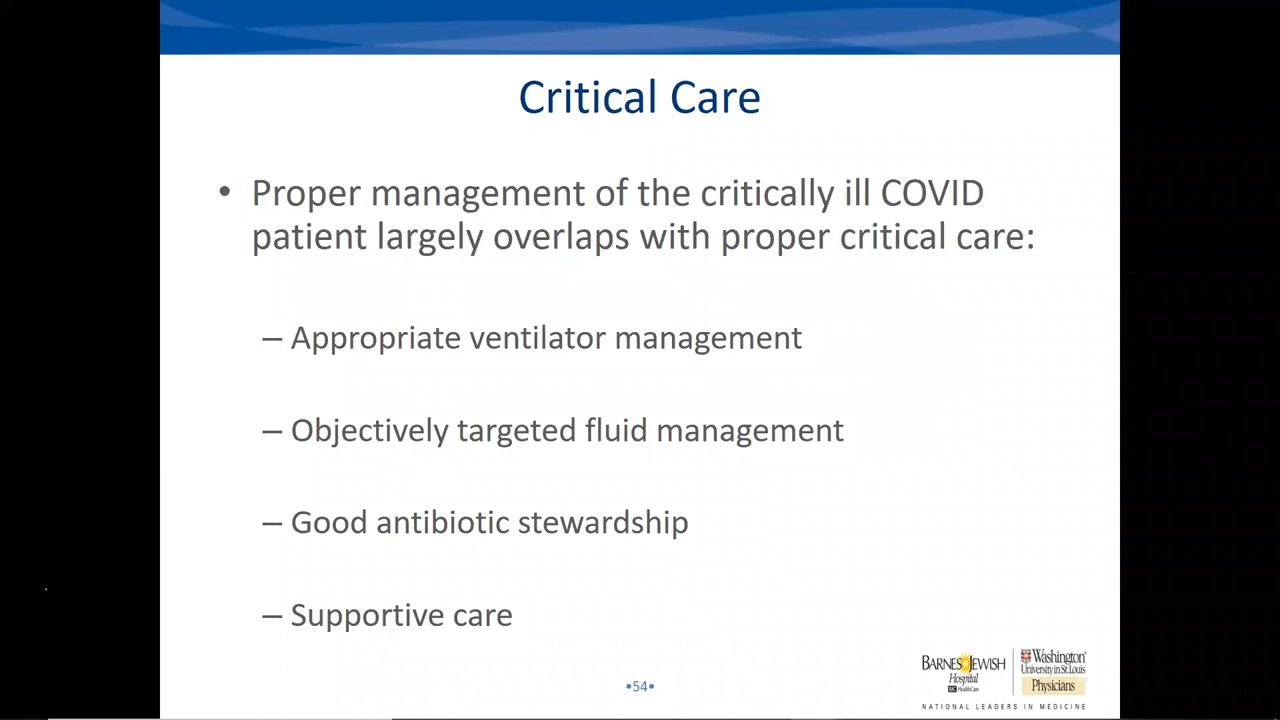 Critical Care
• Proper management of the critically ill COVID
patient largely overlaps with proper critical care:
– Appropriate ventilator management
– Objectively targeted fluid management
– Good antibiotic stewardship
– Supportive care
•54•
BARNES JEWISH
Hospital
BJC HealthCare
Washington
University in St. Louis
Physicians
NATIONAL LEADERS IN MEDICINE